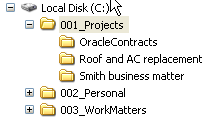 Local Disk (C:)
001_Projects
OracleContracts
Roof and AC replacement
Smith business matter
002_Personal
003_WorkMatters